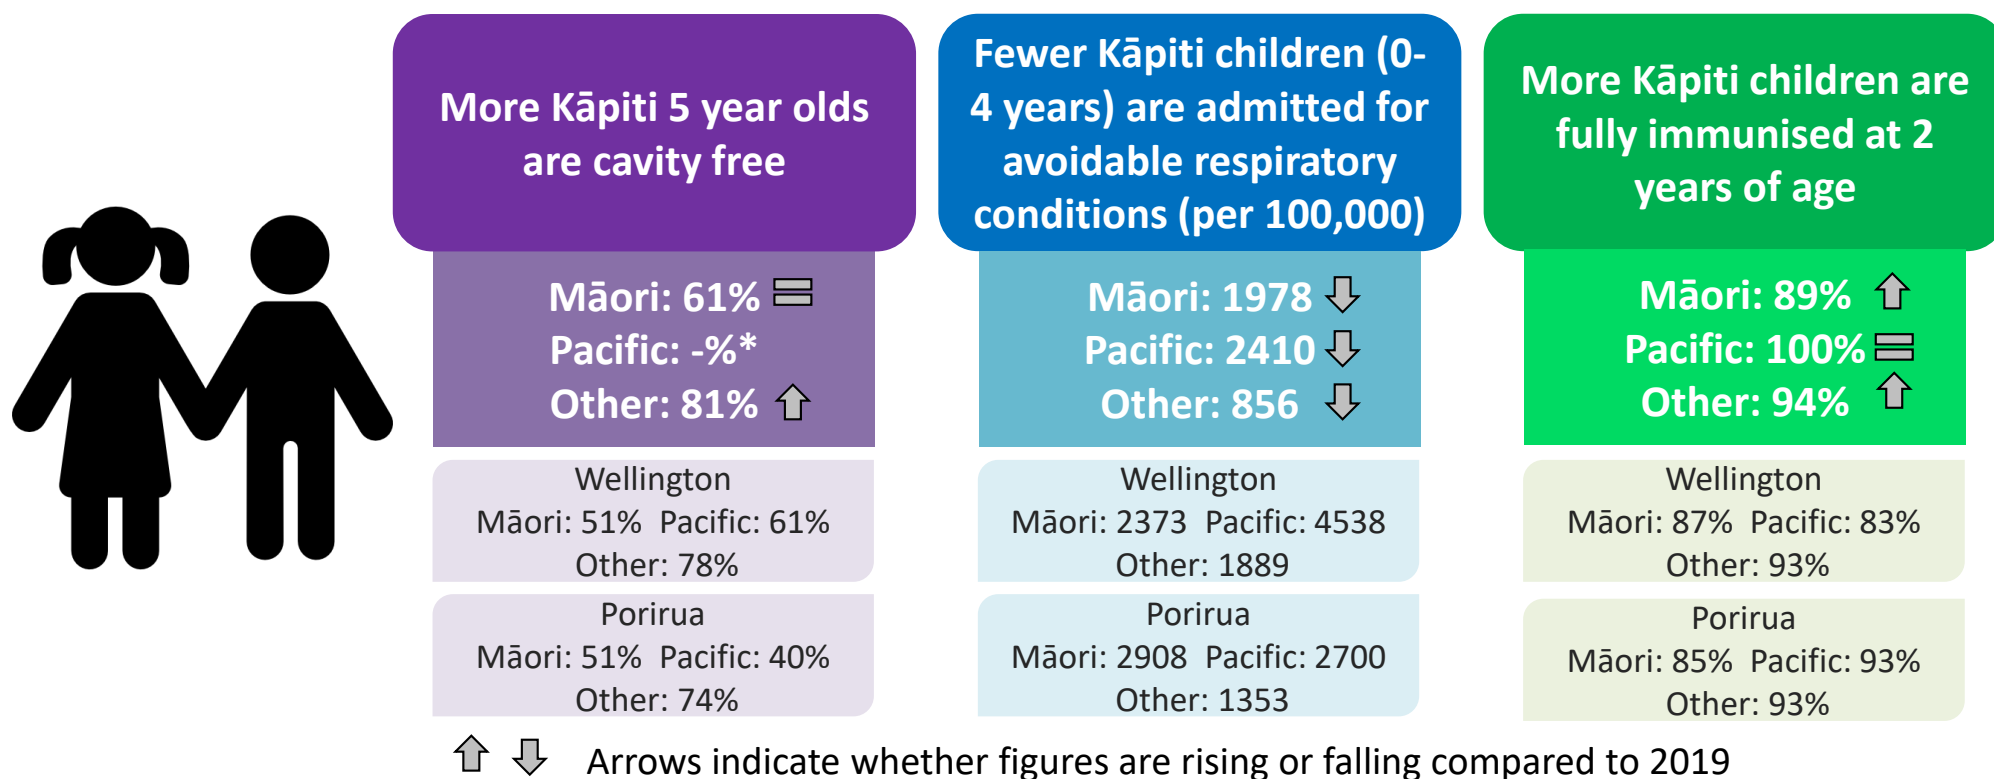 More Kāpiti 5 year olds
are cavity free
Māori: 61%
Pacific: -%*
Other: 81%
Wellington
Māori: 51% Pacific: 61%
Other: 78%
Porirua
Māori: 51% Pacific: 40%
Other: 74%
Fewer Kāpiti children (0-
4 years) are admitted for
avoidable respiratory
conditions (per 100,000)
Māori: 1978
Pacific: 2410
Other: 856
Wellington
Māori: 2373 Pacific: 4538
Other: 1889
Porirua
Māori: 2908 Pacific: 2700
Other: 1353
More Kāpiti children are
fully immunised at 2
years of age
Māori: 89%
Pacific: 100%
Other: 94%
Wellington
Māori: 87% Pacific: 83%
Other: 93%
Porirua
Māori: 85% Pacific: 93%
Other: 93%
Arrows indicate whether figures are rising or falling compared to 2019